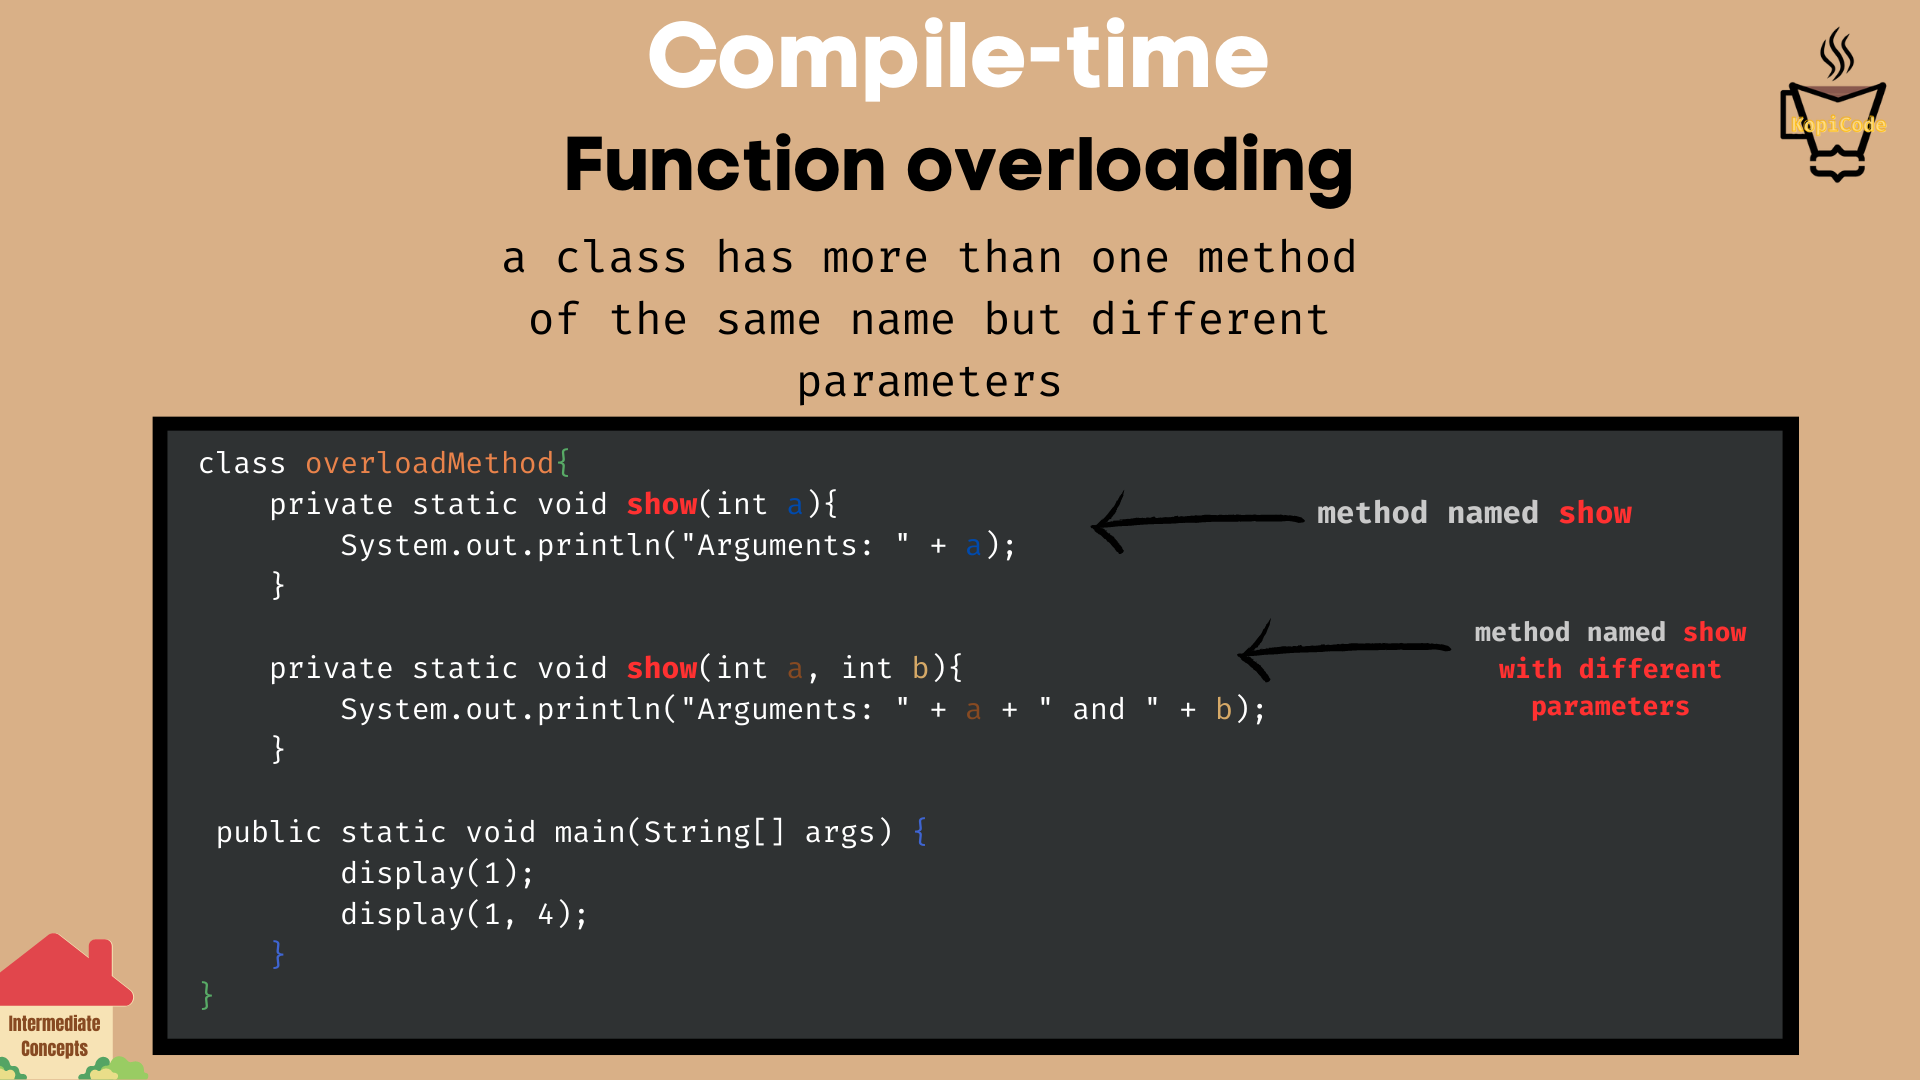 Compile-time
KopiCode
Function overloading
a class has more than one method
of the same name but different
parameters
class overloadMethod{
    private static void show(int a){
        System.out.println("Arguments: " + a);
    }
method named show
    private static void show(int a, int b){
        System.out.println("Arguments: " + a + " and " + b);
    }
method named show
with different
parameters
 public static void main(String[] args) {
        display(1);
        display(1, 4);
    }
}
Intermediate
Concepts